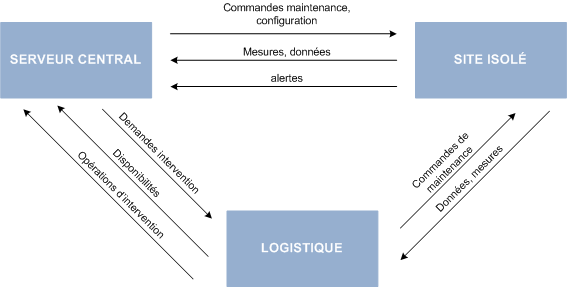 Commandes maintenance,
configuration
SERVEUR CENTRAL
SITE ISOLÉ
Mesures, données
alertes
Demandes intervention
Disponibilités
Opérations d'intervention
Commandes de
maintenance
Données, mesures
LOGISTIQUE